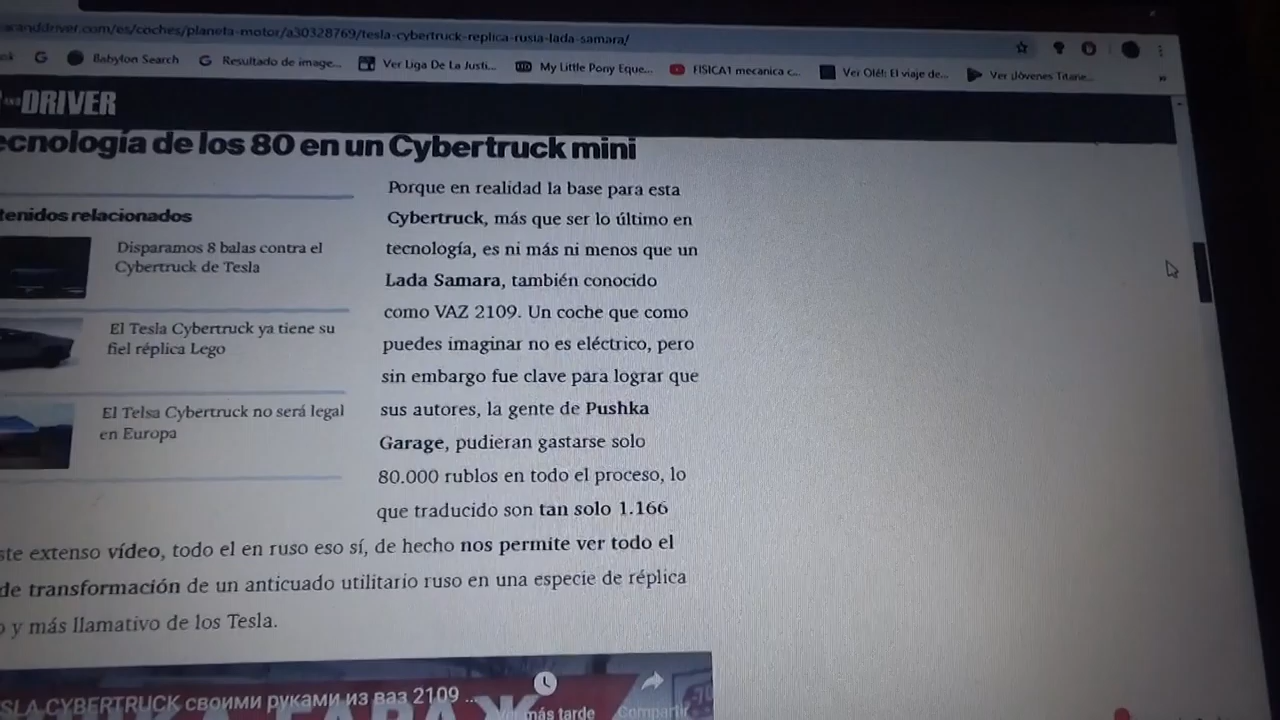 aranddriver.com/es/coches/planeta-motor/a30328769/tesla-cybertruck-replica-rusia-lada-samara/
Babylon Search
Resultado de image...
Ver Liga De La Justi...
My Little Pony Eque...
FISICA1 mecanica c...
Ver Olé!: El viaje de...
Ver Jóvenes Titane...
»
AND DRIVER
ecnología de los 80 en un Cybertruck mini
tenidos relacionados
Disparamos 8 balas contra el
Cybertruck de Tesla
El Tesla Cybertruck ya tiene su
fiel réplica Lego
El Telsa Cybertruck no será legal
en Europa
Porque en realidad la base para esta
Cybertruck, más que ser lo último en
tecnología, es ni más ni menos que un
Lada Samara, también conocido
como VAZ 2109. Un coche que como
puedes imaginar no es eléctrico, pero
sin embargo fue clave para lograr que
sus autores, la gente de Pushka
Garage, pudieran gastarse solo
80.000 rublos en todo el proceso, lo
que traducido son tan solo 1.166
ste extenso vídeo, todo el en ruso eso sí, de hecho nos permite ver todo el
de transformación de un anticuado utilitario ruso en una especie de réplica
o y más llamativo de los Tesla.
SLA CYBERTRUCK своими руками из ваз 2109 ...
más tarde
Compartir